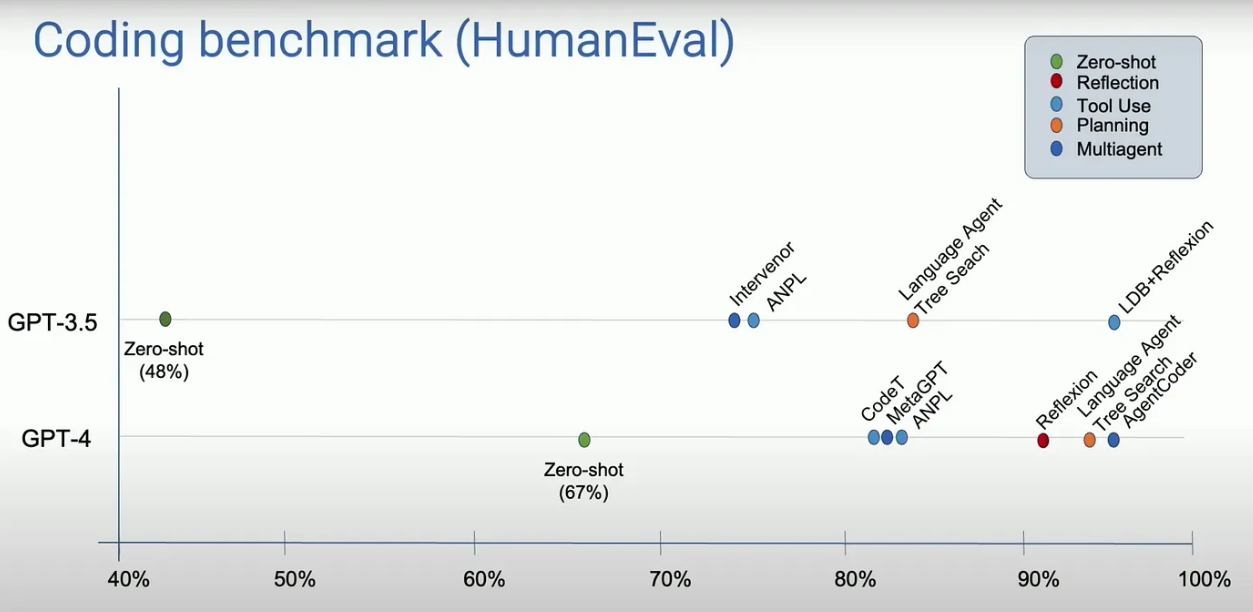 Coding benchmark (HumanEval)
Zero-shot
Reflection
Tool Use
Planning
Multiagent
GPT-3.5
Zero-shot
(48%)
Intervenor
ANPL
Language Agent
Tree Seach
LDB+Reflexion
GPT-4
Zero-shot
(67%)
CodeT
MetaGPT
ANPL
Reflexion
Language Agent
Tree Search
AgentCoder
40%
50%
60%
70%
80%
90%
100%